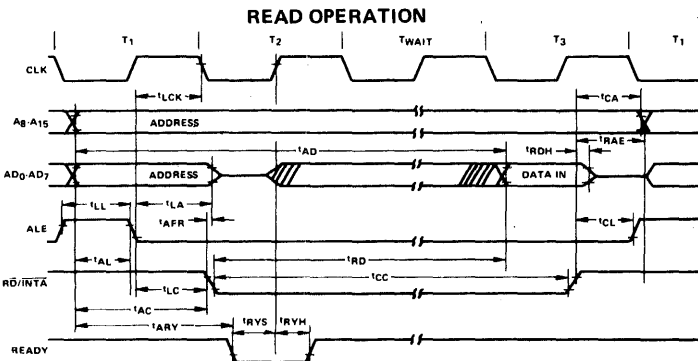 READ OPERATION
T1 T2 TWAIT T3 T1
CLK
tLCK tCA
A8-A15 ADDRESS
tRAE
tAD tRDH
AD0-AD7 ADDRESS DATA IN
tLL tLA
tAFR tCL
ALE
tAL tRD
RD/INTA tLC tCC
tAC
tARY tRYS tRYH
READY